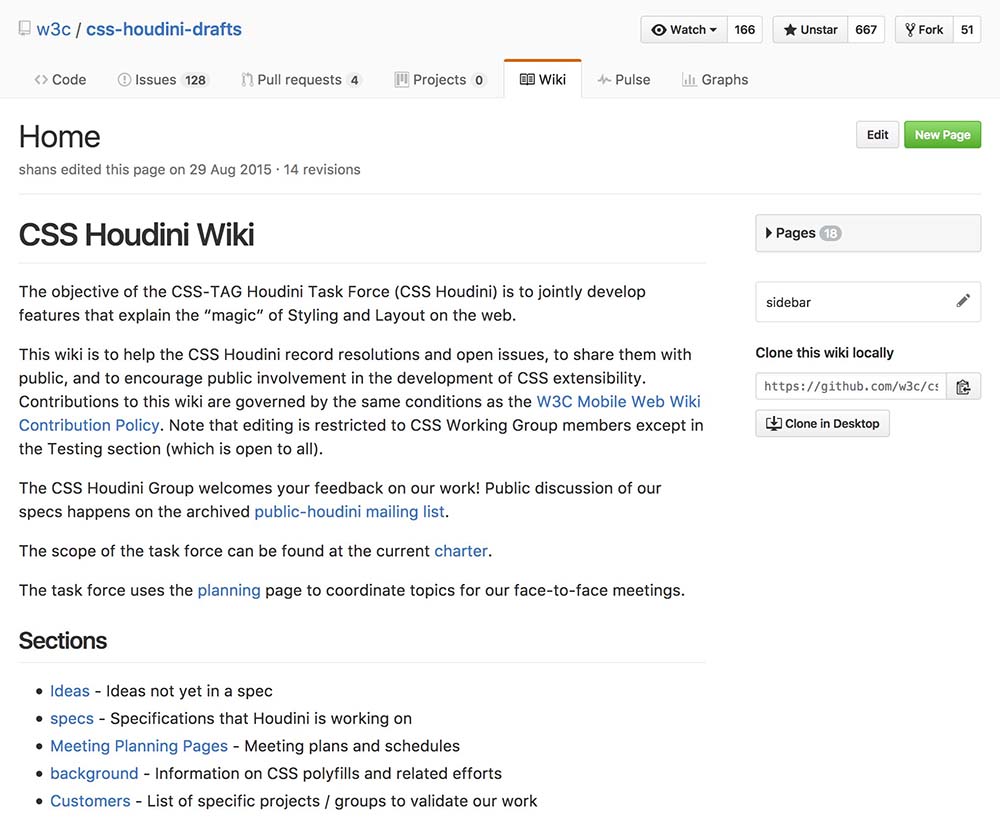 w3c / css-houdini-drafts
Watch 166 Unstar 667 Fork 51
Code Issues 128 Pull requests 4 Projects 0 Wiki Pulse Graphs
Home
Edit New Page
shans edited this page on 29 Aug 2015 · 14 revisions
CSS Houdini Wiki
The objective of the CSS-TAG Houdini Task Force (CSS Houdini) is to jointly develop
features that explain the “magic” of Styling and Layout on the web.
This wiki is to help the CSS Houdini record resolutions and open issues, to share them with
public, and to encourage public involvement in the development of CSS extensibility.
Contributions to this wiki are governed by the same conditions as the W3C Mobile Web Wiki
Contribution Policy. Note that editing is restricted to CSS Working Group members except in
the Testing section (which is open to all).
The CSS Houdini Group welcomes your feedback on our work! Public discussion of our
specs happens on the archived public-houdini mailing list.
The scope of the task force can be found at the current charter.
The task force uses the planning page to coordinate topics for our face-to-face meetings.
Sections
• Ideas - Ideas not yet in a spec
• specs - Specifications that Houdini is working on
• Meeting Planning Pages - Meeting plans and schedules
• background - Information on CSS polyfills and related efforts
• Customers - List of specific projects / groups to validate our work
Pages 18
sidebar
Clone this wiki locally
https://github.com/w3c/cs
Clone in Desktop